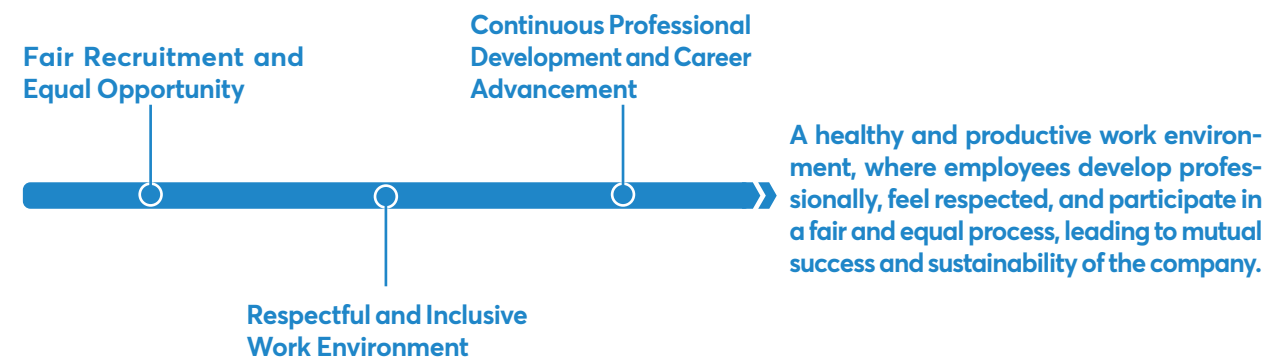 Fair Recruitment and
Equal Opportunity
Respectful and Inclusive
Work Environment
Continuous Professional
Development and Career
Advancement
A healthy and productive work environ-
ment, where employees develop profes-
sionally, feel respected, and participate in
a fair and equal process, leading to mutual
success and sustainability of the company.